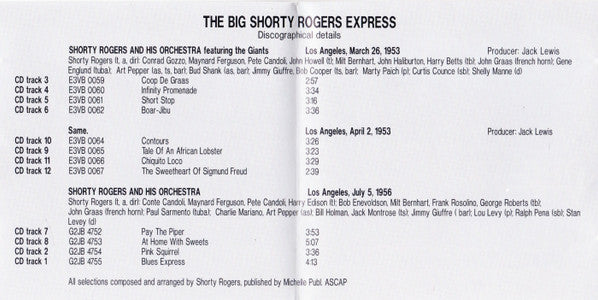 THE BIG SHORTY ROGERS EXPRESS
Discographical details
SHORTY ROGERS AND HIS ORCHESTRA featuring the Giants Los Angeles, March 26, 1953 Producer: Jack Lewis
Shorty Rogers (t, a, dir): Conrad Gozzo, Maynard Ferguson, Pete Candoli, John Howell (t); Milt Bernhart, John Haliburton, Harry Betts (tb); John Graas (french horn); Gene
Englund (tuba); Art Pepper (as, ts, bar); Bud Shank (as, bar); Jimmy Giuffre, Bob Cooper (ts, bar); Marty Paich (p); Curtis Counce (sb); Shelly Manne (d)
CD track 3 E3VB 0059 Coop De Graas 2:57
CD track 4 E3VB 0060 Infinity Promenade 3:34
CD track 5 E3VB 0061 Short Stop 3:16
CD track 6 E3VB 0062 Boar-Jibu 3:36
Same. Los Angeles, April 2, 1953 Producer: Jack Lewis
CD track 10 E3VB 0064 Contours 3:26
CD track 9 E3VB 0065 Tale Of An African Lobster 3:23
CD track 11 E3VB 0066 Chiquito Loco 3:29
CD track 12 E3VB 0067 The Sweetheart Of Sigmund Freud 2:39
SHORTY ROGERS AND HIS ORCHESTRA Los Angeles, July 5, 1956
Shorty Rogers (t, a, dir): Conte Candoli, Maynard Ferguson, Pete Candoli, Harry Edison (t); Bob Enevoldson, Milt Bernhart, Frank Rosolino, George Roberts (tb);
John Graas (french horn); Paul Sarmento (tuba); Charlie Mariano, Art Pepper (as); Bill Holman, Jack Montrose (ts); Jimmy Giuffre ( bar); Lou Levy (p); Ralph Pena (sb); Stan
Levey (d)
CD track 7 G2JB 4752 Pay The Piper 3:53
CD track 8 G2JB 4753 At Home With Sweets 5:07
CD track 2 G2JB 4754 Pink Squirrel 3:36
CD track 1 G2JB 4755 Blues Express 4:13
All selections composed and arranged by Shorty Rogers, published by Michelle Publ. ASCAP